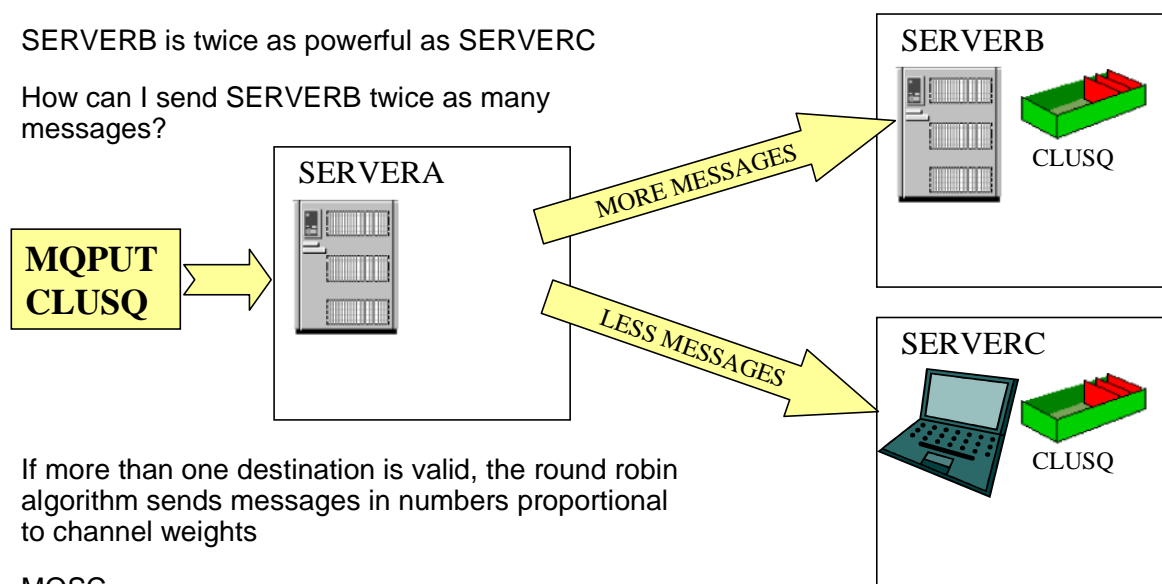 SERVERB is twice as powerful as SERVERC
How can I send SERVERB twice as many
messages?
SERVERA
MQPUT
CLUSQ
MORE MESSAGES
LESS MESSAGES
SERVERB
CLUSQ
SERVERC
CLUSQ
If more than one destination is valid, the round robin
algorithm sends messages in numbers proportional
to channel weights